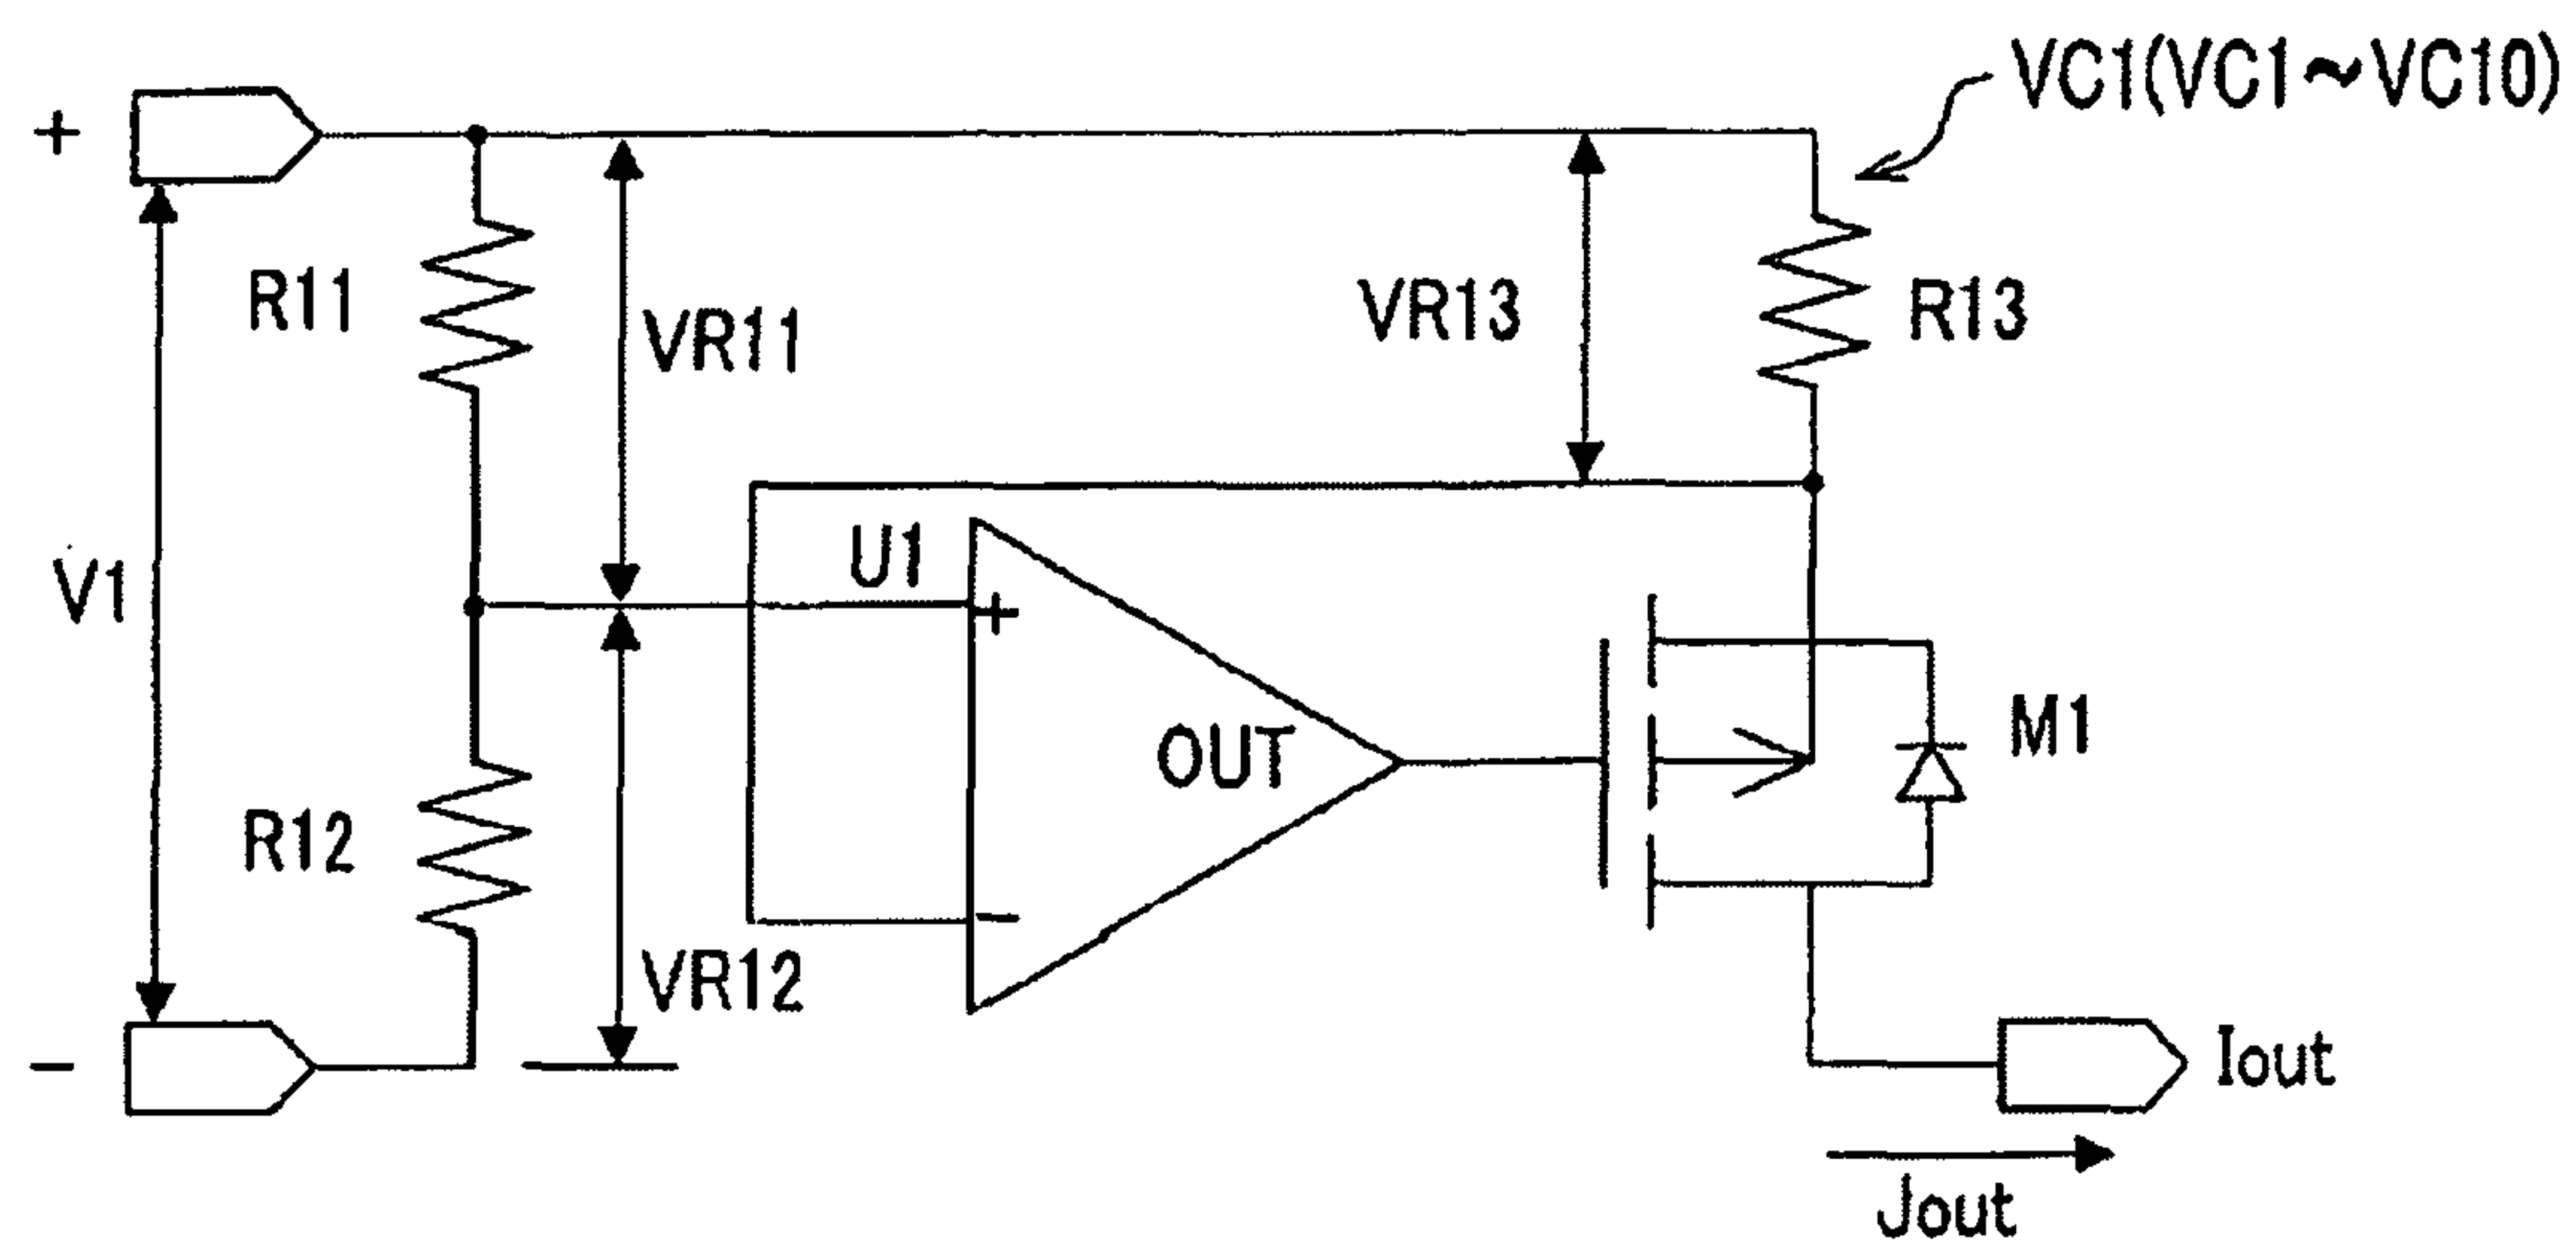 VC1(VC1~VC10)
+
R11
VR11
VR13
R13
V1
U1
+
OUT
M1
R12
VR12
−
−
Iout
Jout